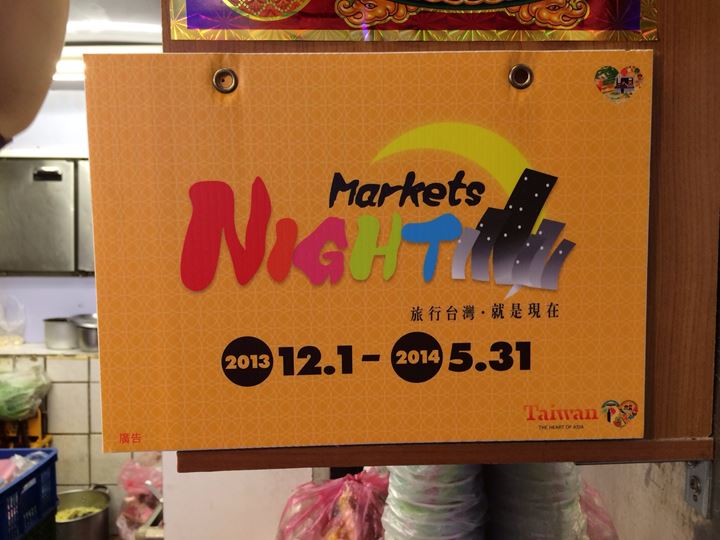 Markets
NIGHT
旅行台灣・就是現在
2013 12.1 - 2014 5.31
Taiwan
THE HEART OF ASIA
廣告